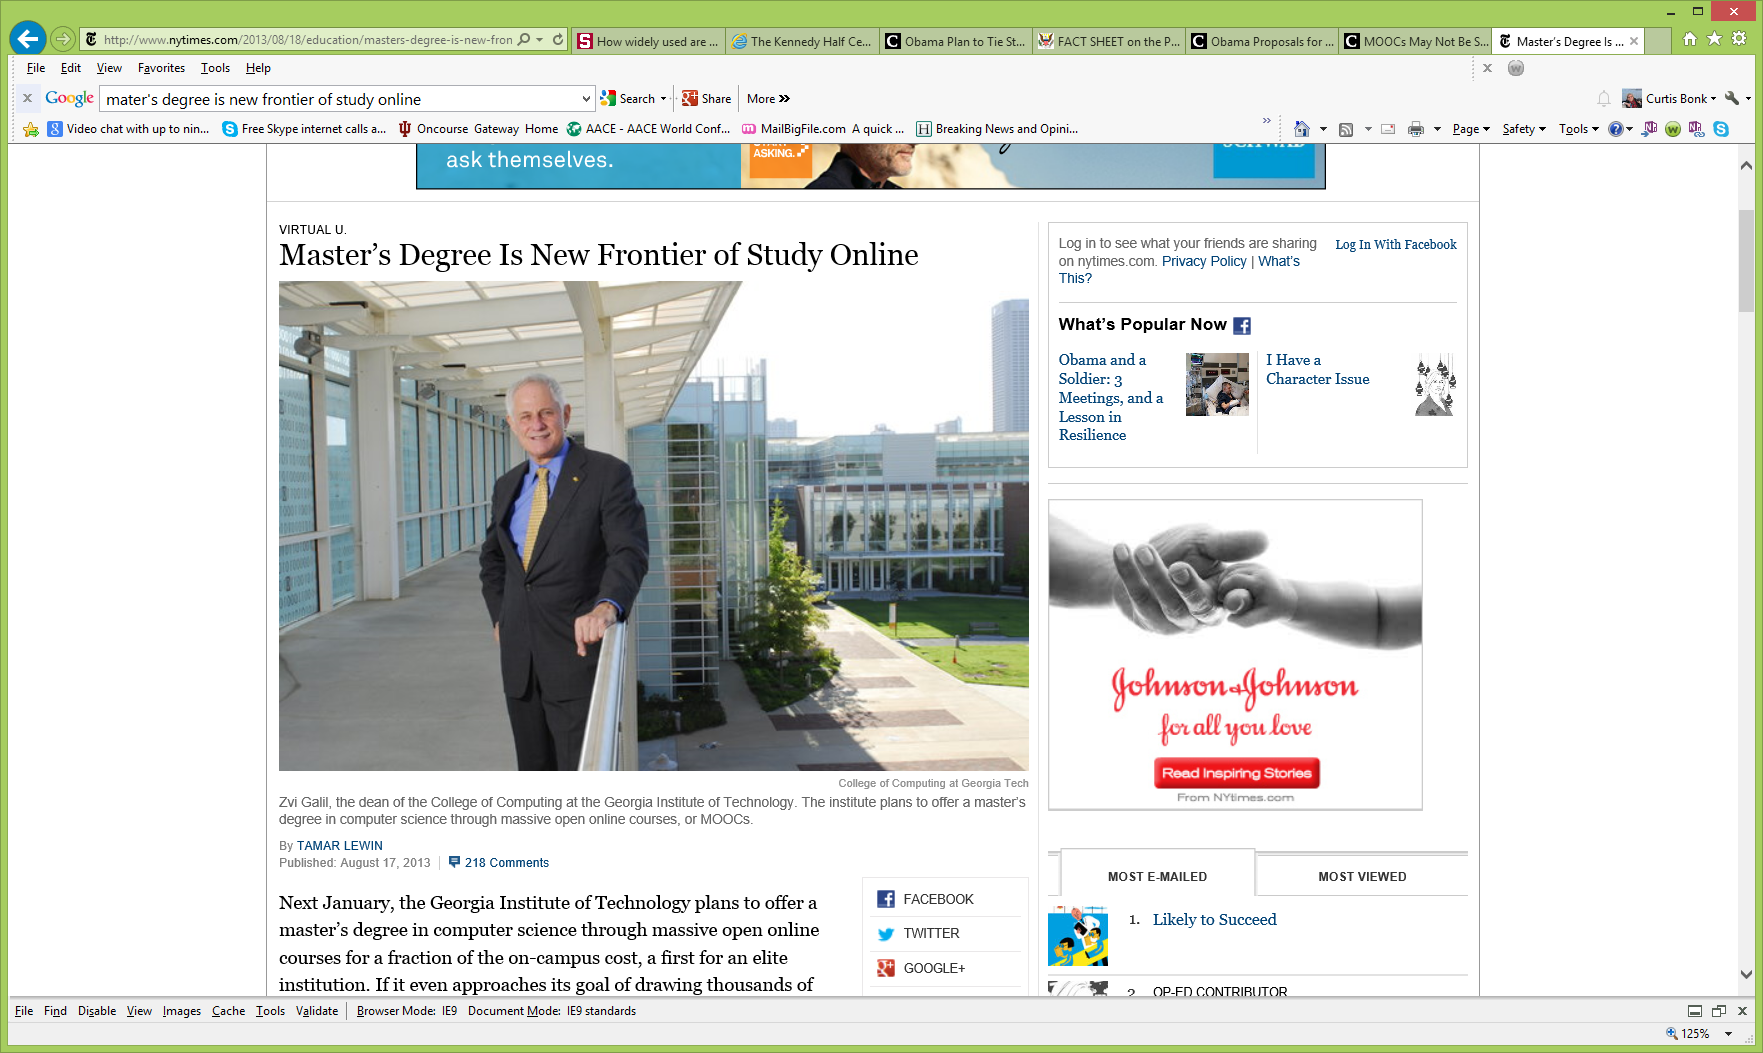 http://www.nytimes.com/2013/08/18/education/masters-degree-is-new-fron
How widely used are ...
The Kennedy Half Ce...
Obama Plan to Tie St...
FACT SHEET on the P...
Obama Proposals for ...
MOOCs May Not Be S...
Master's Degree Is ...
File Edit View Favorites Tools Help
Google mater's degree is new frontier of study online Search Share More »
Curtis Bonk
Video chat with up to nin... Free Skype internet calls a... Oncourse Gateway Home AACE - AACE World Conf... MailBigFile.com A quick ... Breaking News and Opini...
Page Safety Tools
ask themselves.
ASKING.
VIRTUAL U.
Master's Degree Is New Frontier of Study Online
College of Computing at Georgia Tech
Zvi Galil, the dean of the College of Computing at the Georgia Institute of Technology. The institute plans to offer a master's
degree in computer science through massive open online courses, or MOOCs.
By TAMAR LEWIN
Published: August 17, 2013 | 218 Comments
Next January, the Georgia Institute of Technology plans to offer a
master's degree in computer science through massive open online
courses for a fraction of the on-campus cost, a first for an elite
institution. If it even approaches its goal of drawing thousands of
FACEBOOK
TWITTER
GOOGLE+
Log in to see what your friends are sharing
on nytimes.com. Privacy Policy | What's
This?
Log In With Facebook
What's Popular Now
Obama and a
Soldier: 3
Meetings, and a
Lesson in
Resilience
I Have a
Character Issue
Johnson & Johnson
for all you love
Read Inspiring Stories
From NYtimes.com
MOST E-MAILED
MOST VIEWED
1. Likely to Succeed
2. OP-ED CONTRIBUTOR
File Find Disable View Images Cache Tools Validate Browser Mode: IE9 Document Mode: IE9 standards
125%